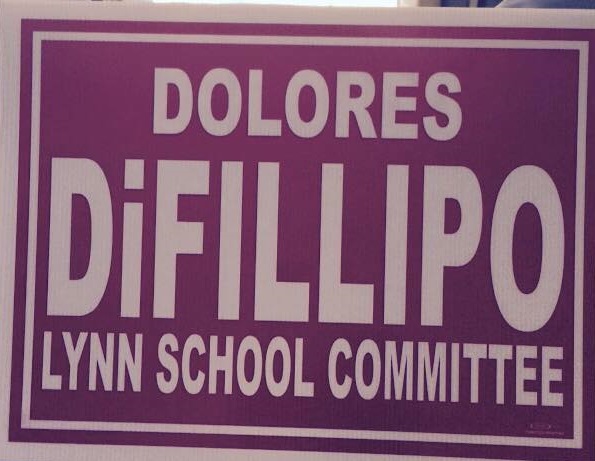 DOLORES
DiFILLIPO
LYNN SCHOOL COMMITTEE